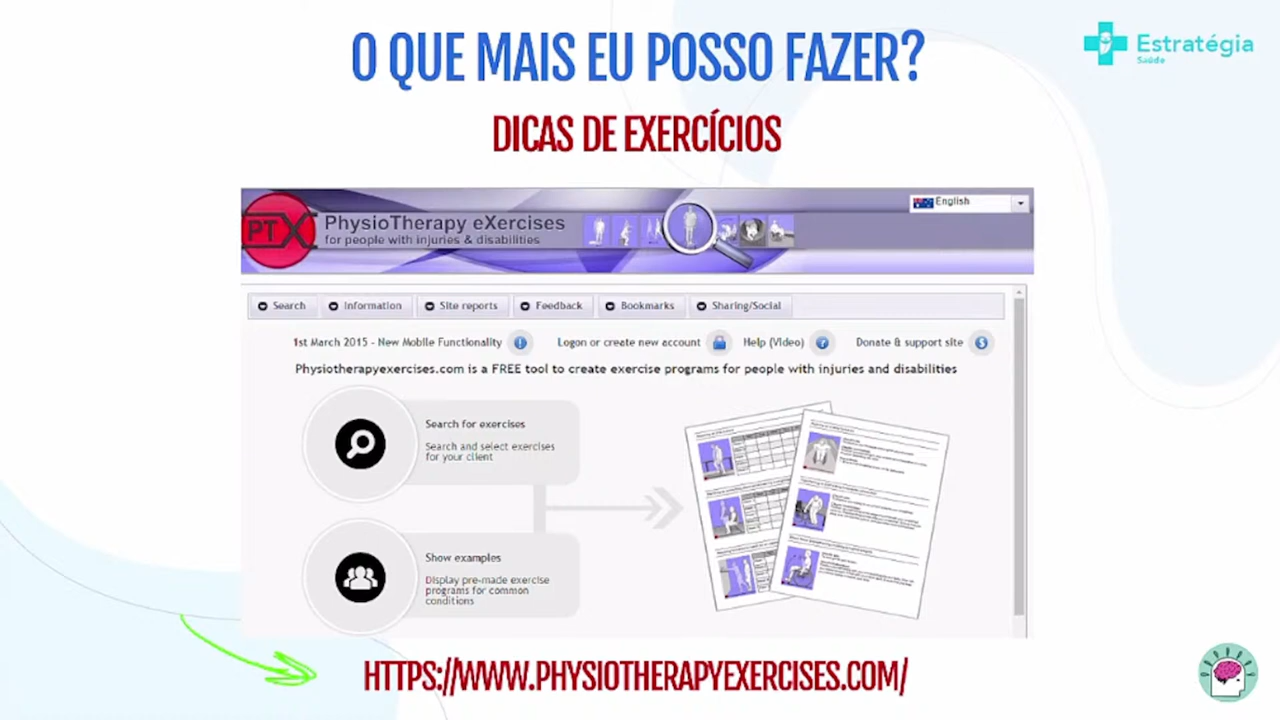 O QUE MAIS EU POSSO FAZER?
Estratégia
Saúde
DICAS DE EXERCÍCIOS
PTX
PhysioTherapy eXercises
for people with injuries & disabilities
English
Search
Information
Site reports
Feedback
Bookmarks
Sharing/Social
1st March 2015 - New Mobile Functionality
Logon or create new account
Help (Video)
Donate & support site
Physiotherapyexercises.com is a FREE tool to create exercise programs for people with injuries and disabilities
Search for exercises
Search and select exercises
for your client
Show examples
Display pre-made exercise
programs for common
conditions
HTTPS://WWW.PHYSIOTHERAPYEXERCISES.COM/